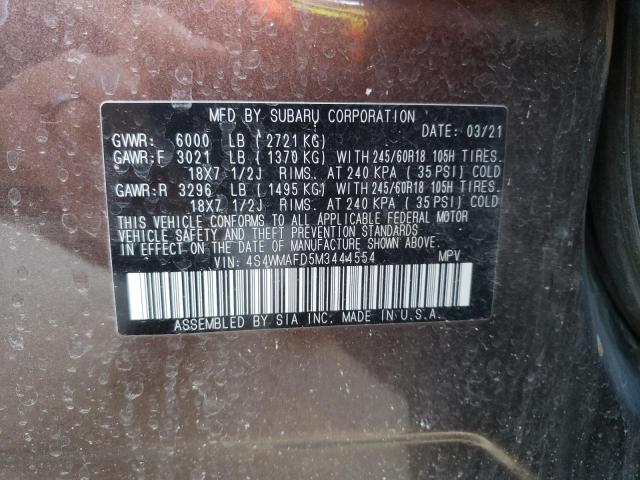 MFD BY SUBARU CORPORATION
DATE: 03/21
GVWR: 6000 LB (2721 KG)
GAWR:F 3021 LB (1370 KG) WITH 245/60R18 105H TIRES.
18X7 1/2J RIMS. AT 240 KPA (35 PSI) COLD
GAWR:R 3296 LB (1495 KG) WITH 245/60R18 105H TIRES.
18X7 1/2J RIMS. AT 240 KPA (35 PSI) COLD
THIS VEHICLE CONFORMS TO ALL APPLICABLE FEDERAL MOTOR
VEHICLE SAFETY AND THEFT PREVENTION STANDARDS
IN EFFECT ON THE DATE OF MANUFACTURE SHOWN ABOVE.
VIN: 4S4WMAFD5M3444554 MPV
ASSEMBLED BY SIA INC. MADE IN U.S.A.